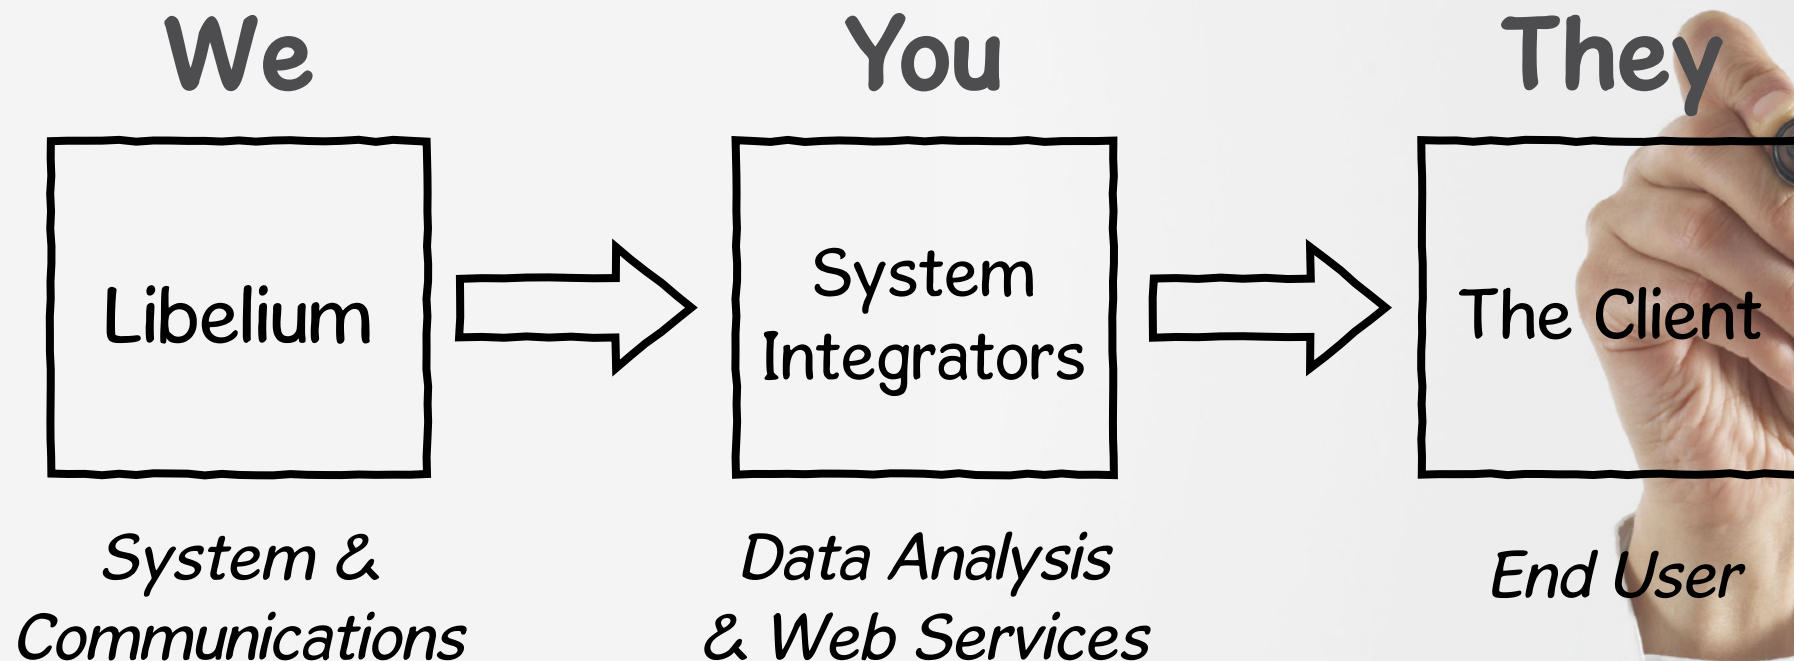 We
You
They
Libelium
System
Integrators
The Client
System &
Communications
Data Analysis
& Web Services
End User